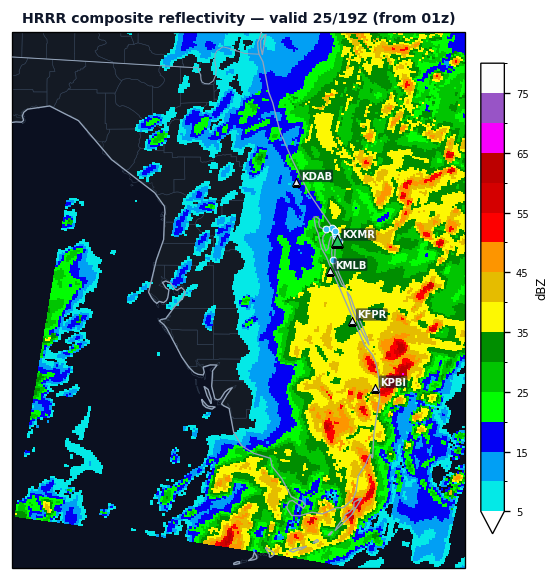 HRRR composite reflectivity — valid 25/19Z (from 01z)
KDAB
KXMR
KMLB
KFPR
KPBI
75
65
55
45
35
25
15
5
dBZ